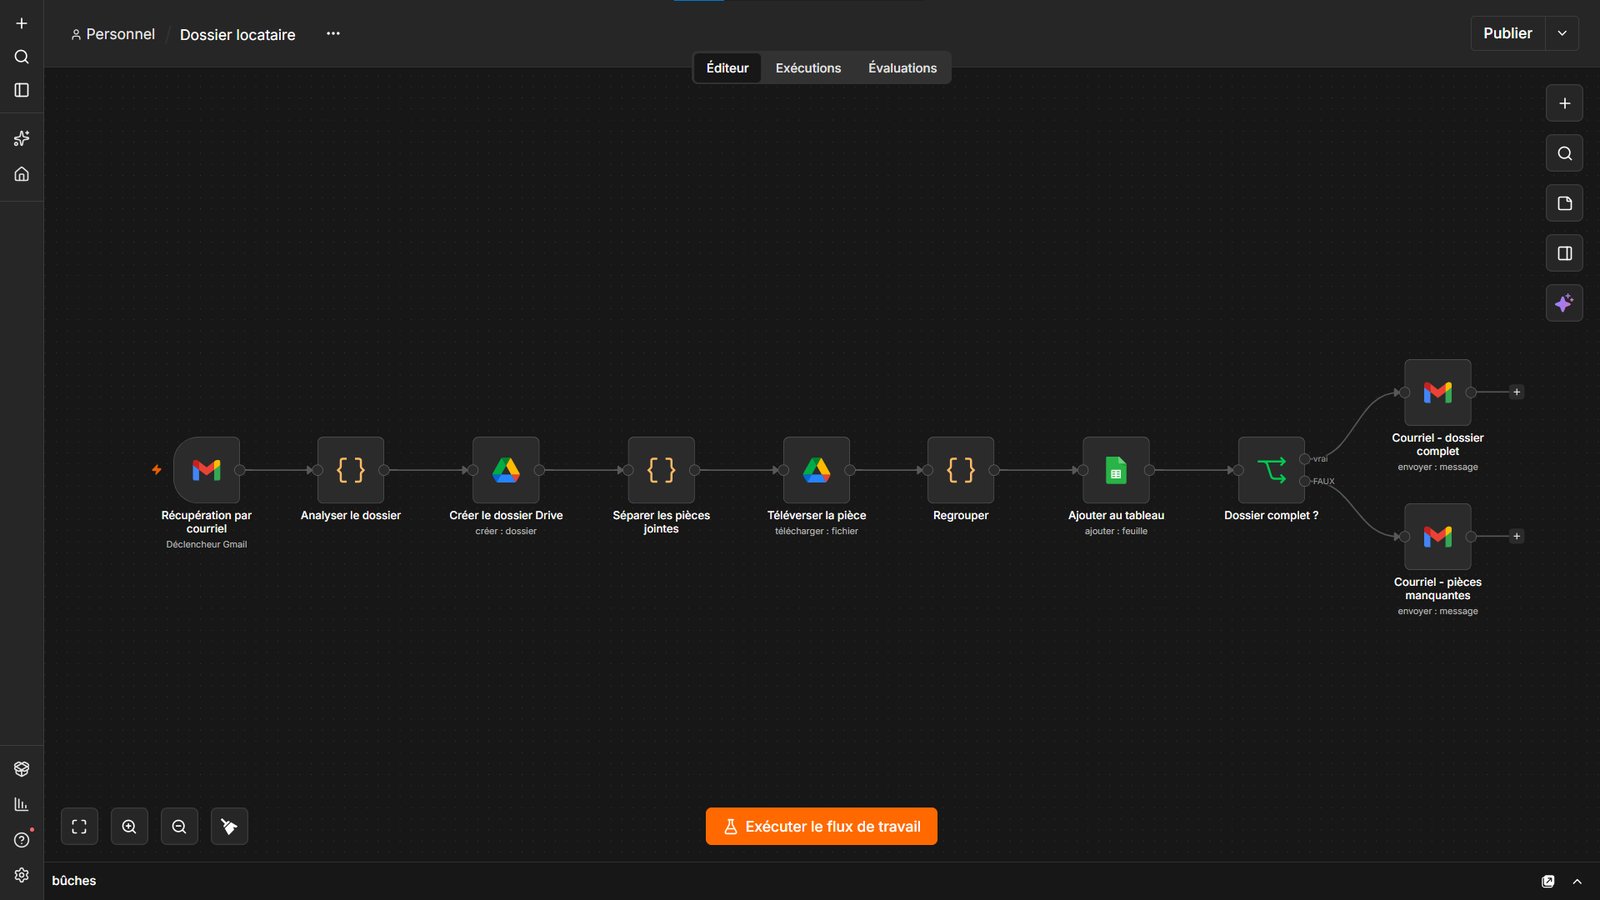 Personnel / Dossier locataire
Publier
Éditeur Exécutions Évaluations
Récupération par
courriel
Déclencheur Gmail
Analyser le dossier
Créer le dossier Drive
créer : dossier
Séparer les pièces
jointes
Téléverser la pièce
télécharger : fichier
Regrouper
Ajouter au tableau
ajouter : feuille
Dossier complet ?
vrai
FAUX
Courriel - dossier
complet
envoyer : message
Courriel - pièces
manquantes
envoyer : message
Exécuter le flux de travail
bûches